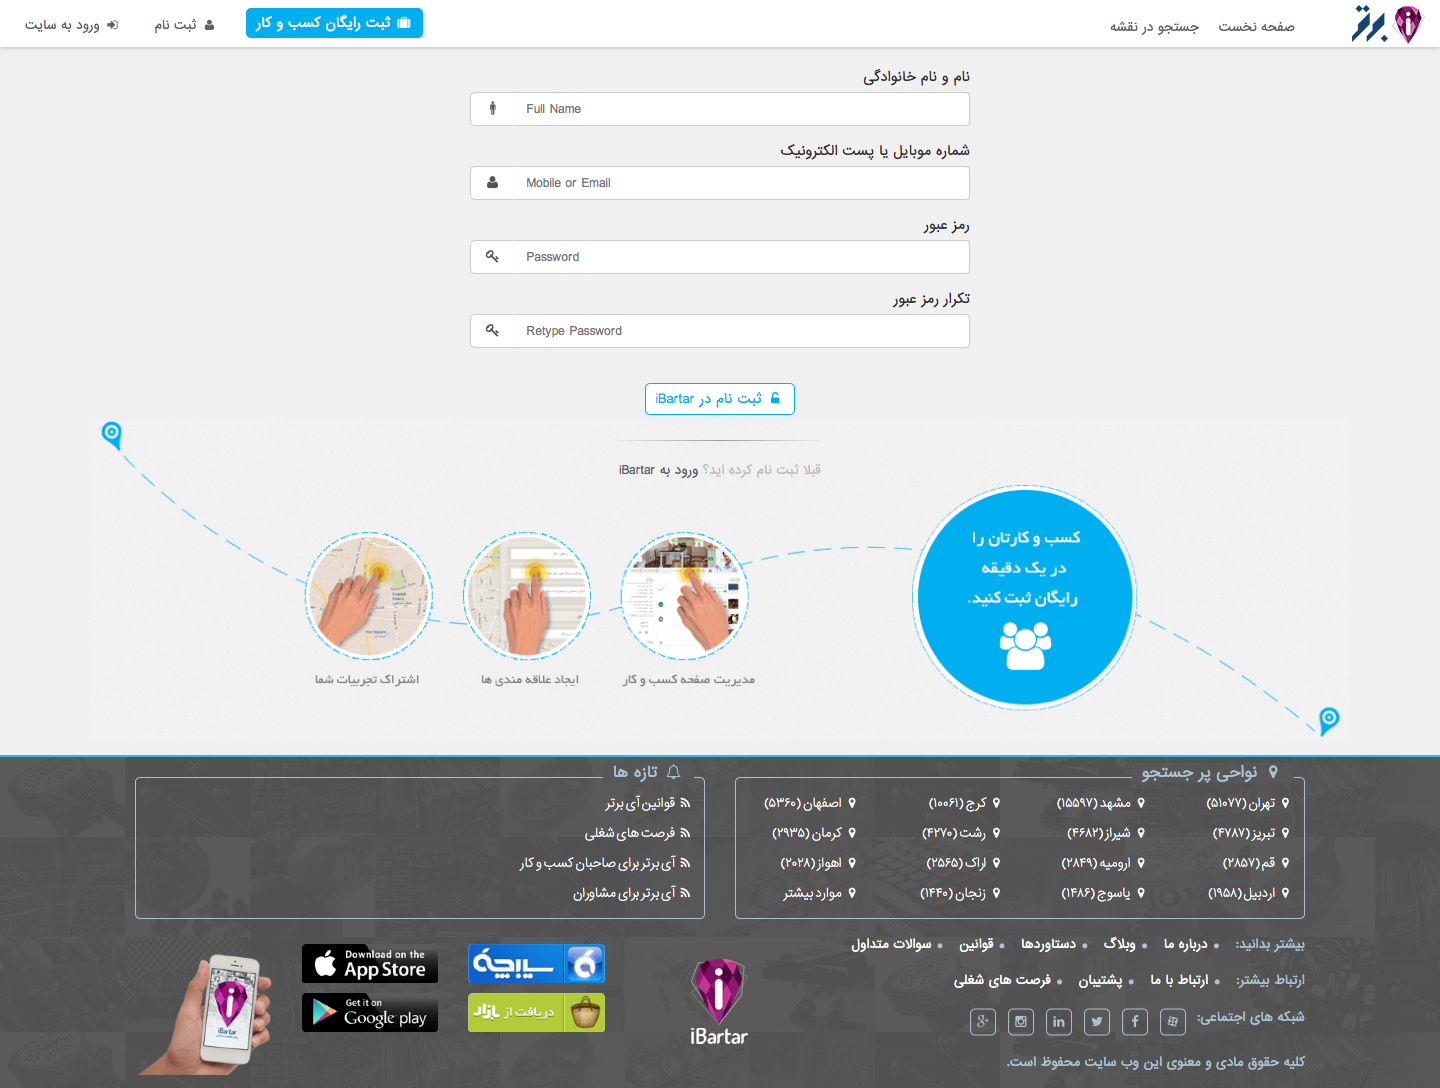 برتر
صفحه نخست
جستجو در نقشه
ثبت رایگان کسب و کار
ثبت نام
ورود به سایت
نام و نام خانوادگی
Full Name
شماره موبایل یا پست الکترونیک
Mobile or Email
رمز عبور
Password
تکرار رمز عبور
Retype Password
ثبت نام در iBartar
قبلا ثبت نام کرده اید؟ ورود به iBartar
کسب و کارتان را
در یک دقیقه
رایگان ثبت کنید.
مدیریت صفحه کسب و کار
ایجاد علاقه مندی ها
اشتراک تجربیات شما
نواحی پر جستجو
تهران (۵۱۰۷۷)
مشهد (۱۵۵۹۷)
کرج (۱۰۰۶۱)
اصفهان (۵۳۶۰)
تبریز (۴۷۸۷)
شیراز (۴۶۸۲)
رشت (۴۲۷۰)
کرمان (۲۹۳۵)
قم (۲۸۵۷)
ارومیه (۲۸۴۹)
اراک (۲۵۶۵)
اهواز (۲۰۲۸)
اردبیل (۱۹۵۸)
یاسوج (۱۴۸۶)
زنجان (۱۴۴۰)
موارد بیشتر
تازه ها
قوانین آی برتر
فرصت های شغلی
آی برتر برای صاحبان کسب و کار
آی برتر برای مشاوران
بیشتر بدانید: درباره ما • وبلاگ • دستاوردها • قوانین • سوالات متداول
ارتباط بیشتر: ارتباط با ما • پشتیبان • فرصت های شغلی
شبکه های اجتماعی:
کلیه حقوق مادی و معنوی این وب سایت محفوظ است.
iBartar
سیبچه
دریافت از بازار
Download on the
App Store
Get it on
Google play
iBartar